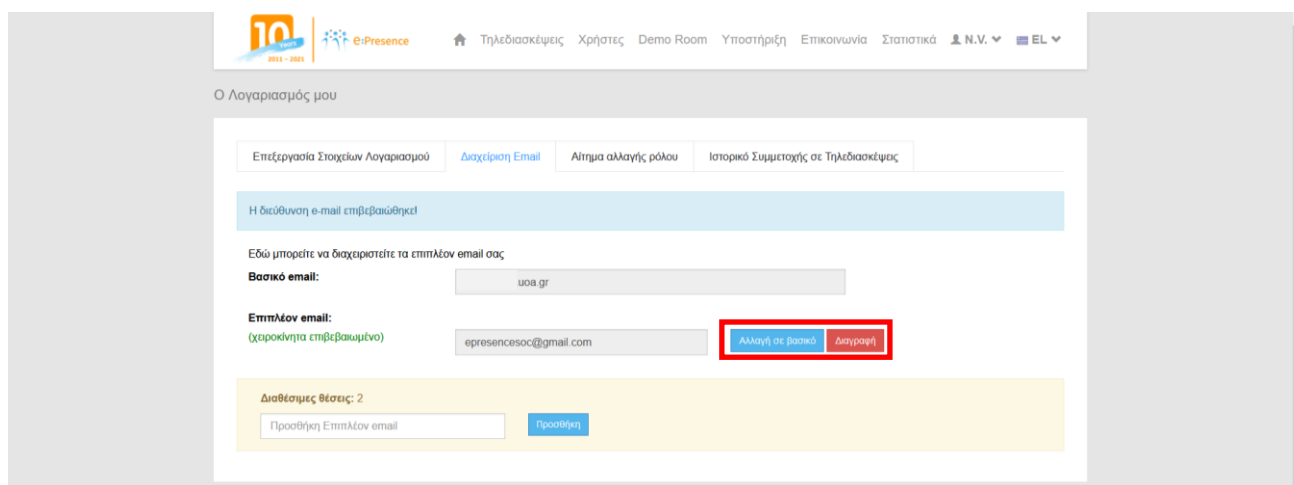 10
Years
2011 - 2021
e:Presence
Τηλεδιασκέψεις Χρήστες Demo Room Υποστήριξη Επικοινωνία Στατιστικά N.V. EL
Ο Λογαριασμός μου
Επεξεργασία Στοιχείων Λογαριασμού Διαχείριση Email Αίτημα αλλαγής ρόλου Ιστορικό Συμμετοχής σε Τηλεδιασκέψεις
Η διεύθυνση e-mail επιβεβαιώθηκε!
Εδώ μπορείτε να διαχειριστείτε τα επιπλέον email σας
Βασικό email:
uoa.gr
Επιπλέον email:
(χειροκίνητα επιβεβαιωμένο)
epresencesoc@gmail.com Αλλαγή σε βασικό Διαγραφή
Διαθέσιμες θέσεις: 2
Προσθήκη Επιπλέον email Προσθήκη